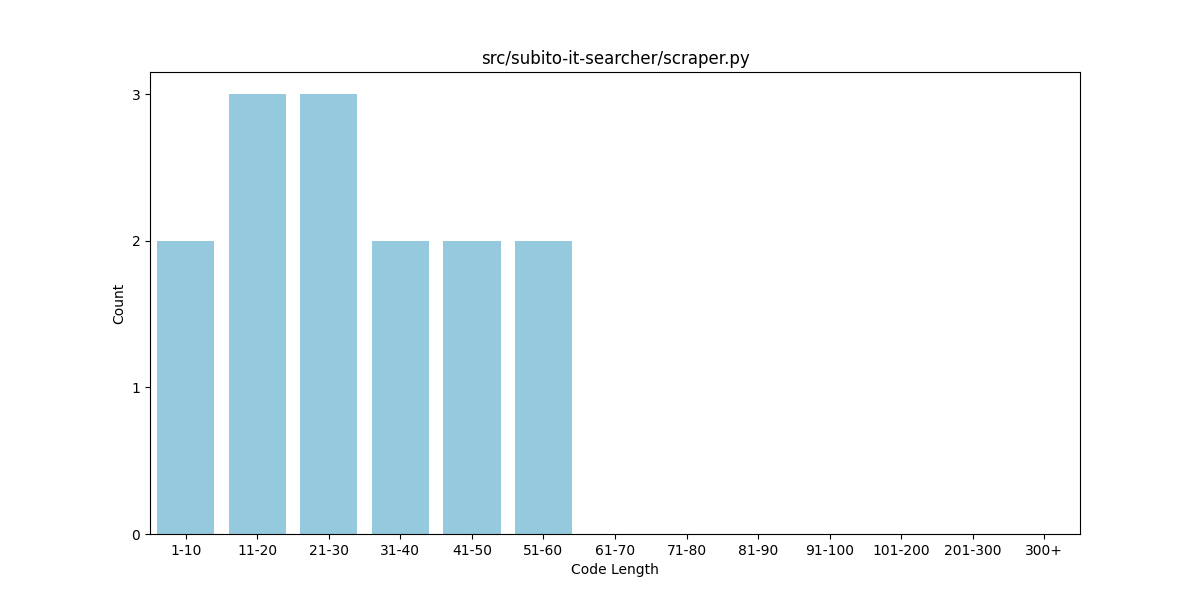 src/subito-it-searcher/scraper.py
3
2
1
0
Count
1-10 11-20 21-30 31-40 41-50 51-60 61-70 71-80 81-90 91-100 101-200 201-300 300+
Code Length